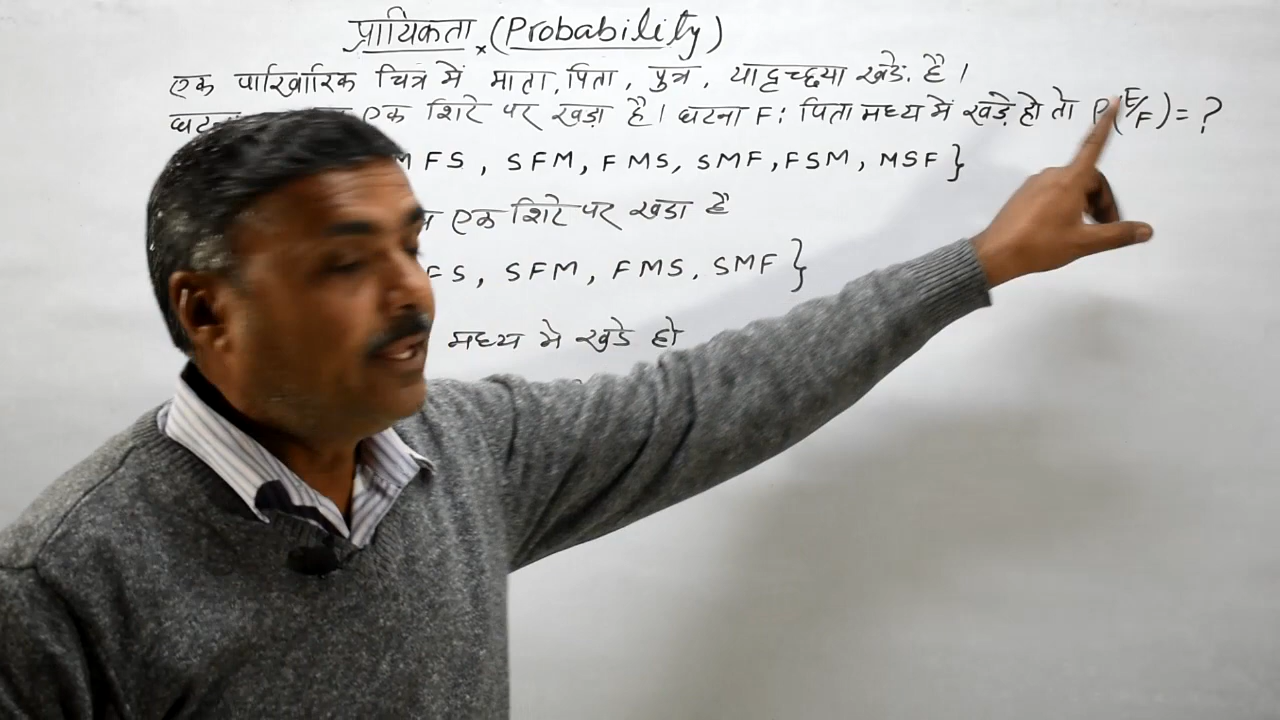 प्रायिकता (Probability)
एक पारिवारिक चित्र में माता, पिता, पुत्र, यादृच्छया खड़े हैं।
एक शिरे पर खड़ा है। घटना F: पिता मध्य में खड़े हो तो P(E/F) = ?
MFS, SFM, FMS, SMF, FSM, MSF}
एक शिरे पर खडा है
FS, SFM, FMS, SMF}
मध्य मे खडे हो